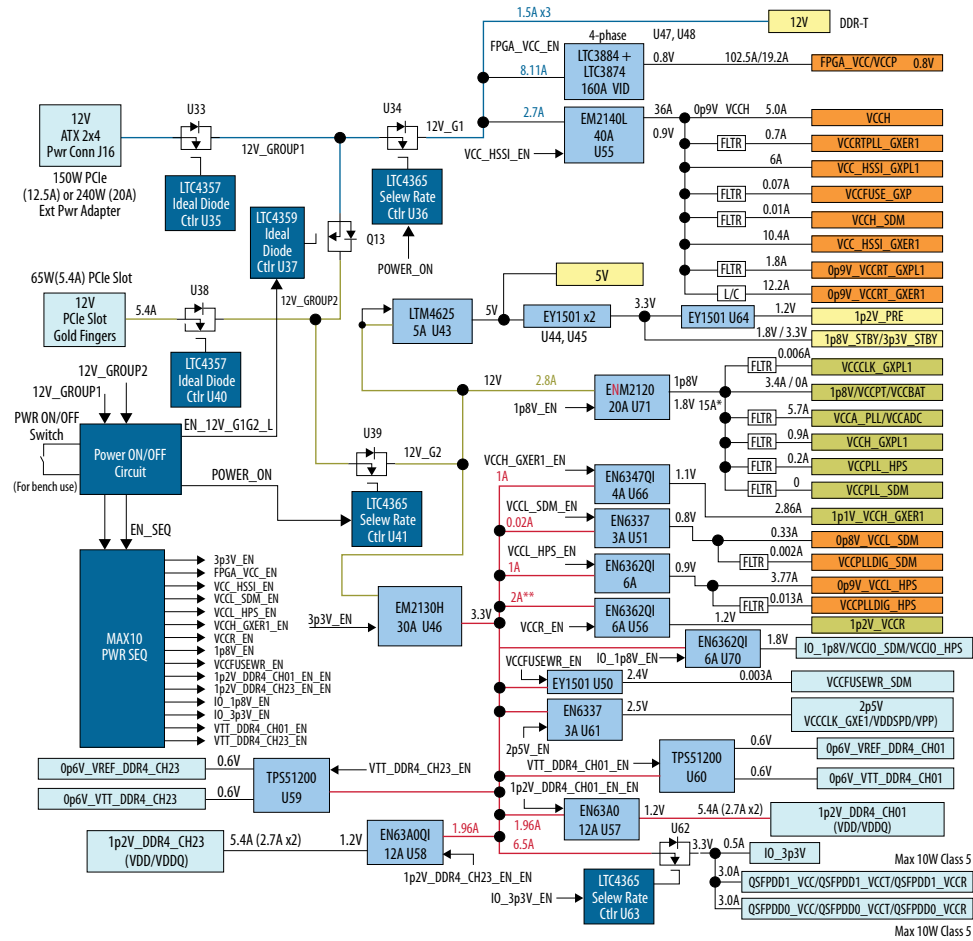 1.5A x3
12V
DDR-T
4-phase
U47, U48
FPGA_VCC_EN
LTC3884 +
LTC3874
160A VID
0.8V
102.5A/19.2A
FPGA_VCC/VCCP 0.8V
8.11A
12V
ATX 2x4
Pwr Conn J16
U33
U34
12V_G1
12V_GROUP1
2.7A
EM2140L
40A
U55
36A
0.9V
0p9V VCCH
5.0A
VCCH
VCC_HSSI_EN
FLTR
0.7A
VCCRTPLL_GXER1
6A
VCC_HSSI_GXPL1
FLTR
0.07A
VCCFUSE_GXP
FLTR
0.01A
VCCH_SDM
10.4A
VCC_HSSI_GXER1
FLTR
1.8A
0p9V_VCCRT_GXPL1
L/C
12.2A
0p9V_VCCRT_GXER1
150W PCIe
(12.5A) or 240W (20A)
Ext Pwr Adapter
LTC4357
Ideal Diode
Ctlr U35
LTC4359
Ideal
Diode
Ctlr U37
Q13
LTC4365
Selew Rate
Ctlr U36
POWER_ON
65W(5.4A) PCIe Slot
12V
PCIe Slot
Gold Fingers
5.4A
U38
12V_GROUP2
LTC4357
Ideal Diode
Ctlr U40
LTM4625
5A U43
5V
5V
EY1501 x2
U44, U45
3.3V
EY1501 U64
1.2V
1p2V_PRE
1.8V / 3.3V
1p8V_STBY/3p3V_STBY
12V
2.8A
1p8V_EN
ENM2120
20A U71
1p8V
1.8V
15A*
FLTR
0.006A
VCCCLK_GXPL1
3.4A / 0A
1p8V/VCCPT/VCCBAT
FLTR
5.7A
VCCA_PLL/VCCADC
FLTR
0.9A
VCCH_GXPL1
FLTR
0.2A
VCCPLL_HPS
FLTR
0
VCCPLL_SDM
12V_GROUP1
12V_GROUP2
PWR ON/OFF
Switch
(For bench use)
Power ON/OFF
Circuit
EN_12V_G1G2_L
POWER_ON
EN_SEQ
U39
12V_G2
LTC4365
Selew Rate
Ctlr U41
VCCH_GXER1_EN
1A
EN6347QI
4A U66
1.1V
2.86A
1p1V_VCCH_GXER1
VCCL_SDM_EN
0.02A
EN6337
3A U51
0.8V
0.33A
0p8V_VCCL_SDM
FLTR
0.002A
VCCPLLDIG_SDM
VCCL_HPS_EN
1A
EN6362QI
6A
0.9V
3.77A
0p9V_VCCL_HPS
FLTR
0.013A
VCCPLLDIG_HPS
2A**
VCCR_EN
EN6362QI
6A U56
1.2V
1p2V_VCCR
MAX10
PWR SEQ
3p3V_EN
FPGA_VCC_EN
VCC_HSSI_EN
VCCL_SDM_EN
VCCL_HPS_EN
VCCH_GXER1_EN
VCCR_EN
1p8V_EN
VCCFUSEWR_EN
1p2V_DDR4_CH01_EN_EN
1p2V_DDR4_CH23_EN_EN
IO_1p8V_EN
IO_3p3V_EN
VTT_DDR4_CH01_EN
VTT_DDR4_CH23_EN
3p3V_EN
EM2130H
30A U46
3.3V
IO_1p8V_EN
EN6362QI
6A U70
1.8V
IO_1p8V/VCCIO_SDM/VCCIO_HPS
VCCFUSEWR_EN
EY1501 U50
2.4V
0.003A
VCCFUSEWR_SDM
EN6337
3A U61
2.5V
2p5V
VCCCLK_GXE1/VDDSPD/VPP)
2p5V_EN
VTT_DDR4_CH01_EN
TPS51200
U60
0.6V
0p6V_VREF_DDR4_CH01
0.6V
0p6V_VTT_DDR4_CH01
0p6V_VREF_DDR4_CH23
0.6V
0p6V_VTT_DDR4_CH23
0.6V
TPS51200
U59
VTT_DDR4_CH23_EN
1p2V_DDR4_CH01_EN_EN
1.96A
EN63A0
12A U57
1.2V
5.4A (2.7A x2)
1p2V_DDR4_CH01
(VDD/VDDQ)
1p2V_DDR4_CH23
(VDD/VDDQ)
5.4A (2.7A x2)
1.2V
EN63A0QI
12A U58
1.96A
1p2V_DDR4_CH23_EN_EN
6.5A
U62
3.3V
0.5A
IO_3p3V
IO_3p3V_EN
LTC4365
Selew Rate
Ctlr U63
Max 10W Class 5
3.0A
QSFPDD1_VCC/QSFPDD1_VCCT/QSFPDD1_VCCR
3.0A
QSFPDD0_VCC/QSFPDD0_VCCT/QSFPDD0_VCCR
Max 10W Class 5